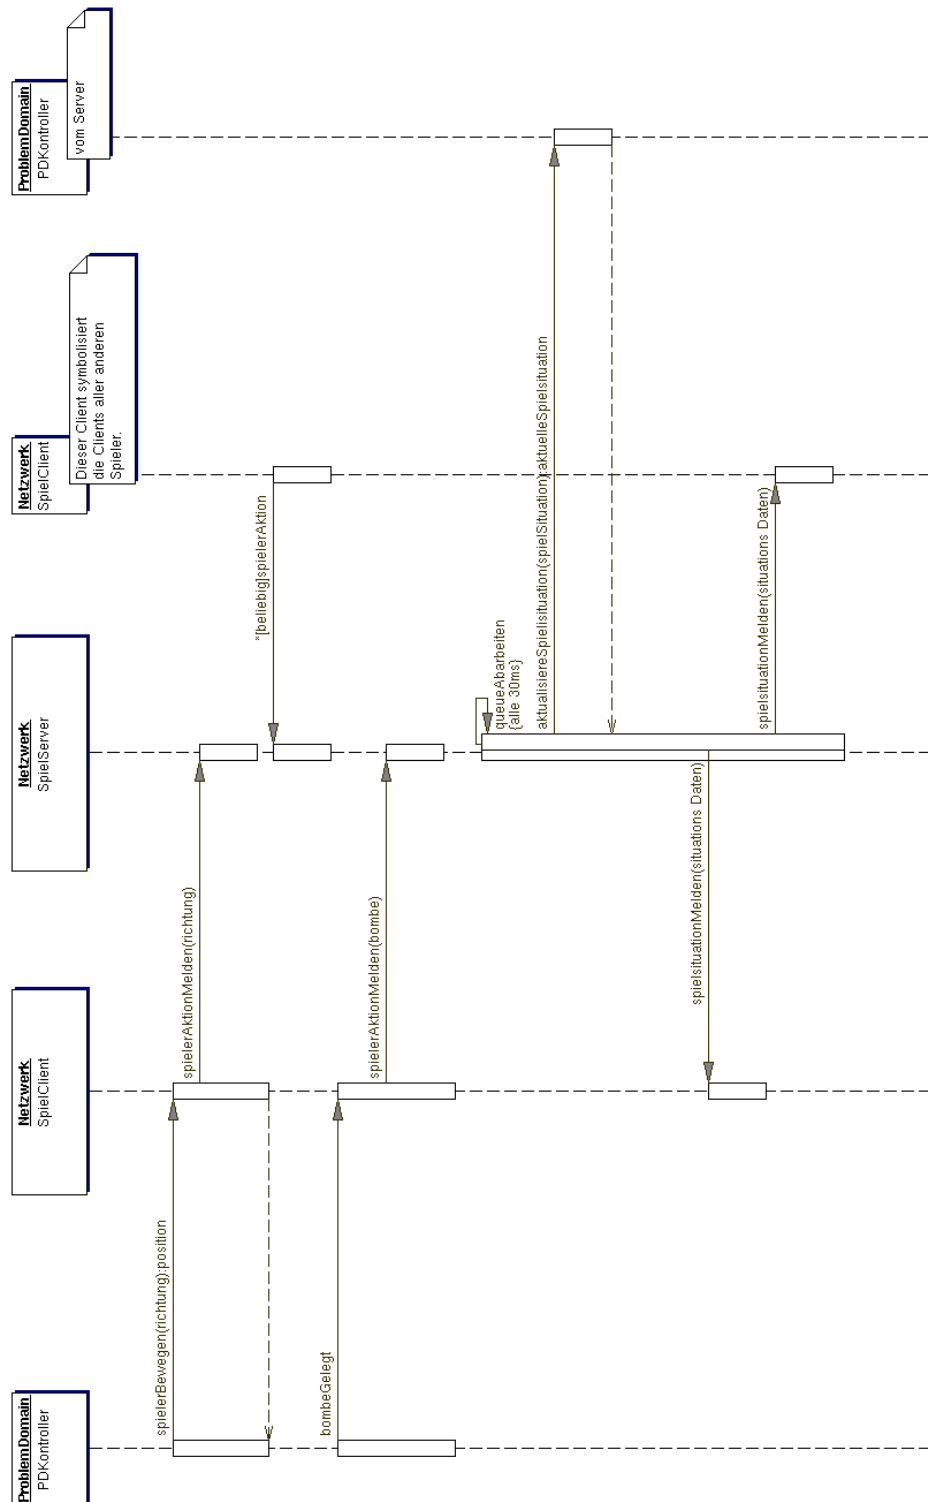 ProblemDomain
PDKontroller
Netzwerk
SpielClient
Netzwerk
SpielServer
Netzwerk
SpielClient
Dieser Client symbolisiert
die Clients aller anderen
Spieler.
ProblemDomain
PDKontroller
vom Server
spielerBewegen(richtung):position
spielerAktionMelden(richtung)
*[beliebig]spielerAktion
bombeGelegt
spielerAktionMelden(bombe)
queueAbarbeiten
{alle 30ms}
aktualisiereSpielsituation(spielSituation):aktuelleSpielsituation
spielsituationMelden(situations Daten)
spielsituationMelden(situations Daten)